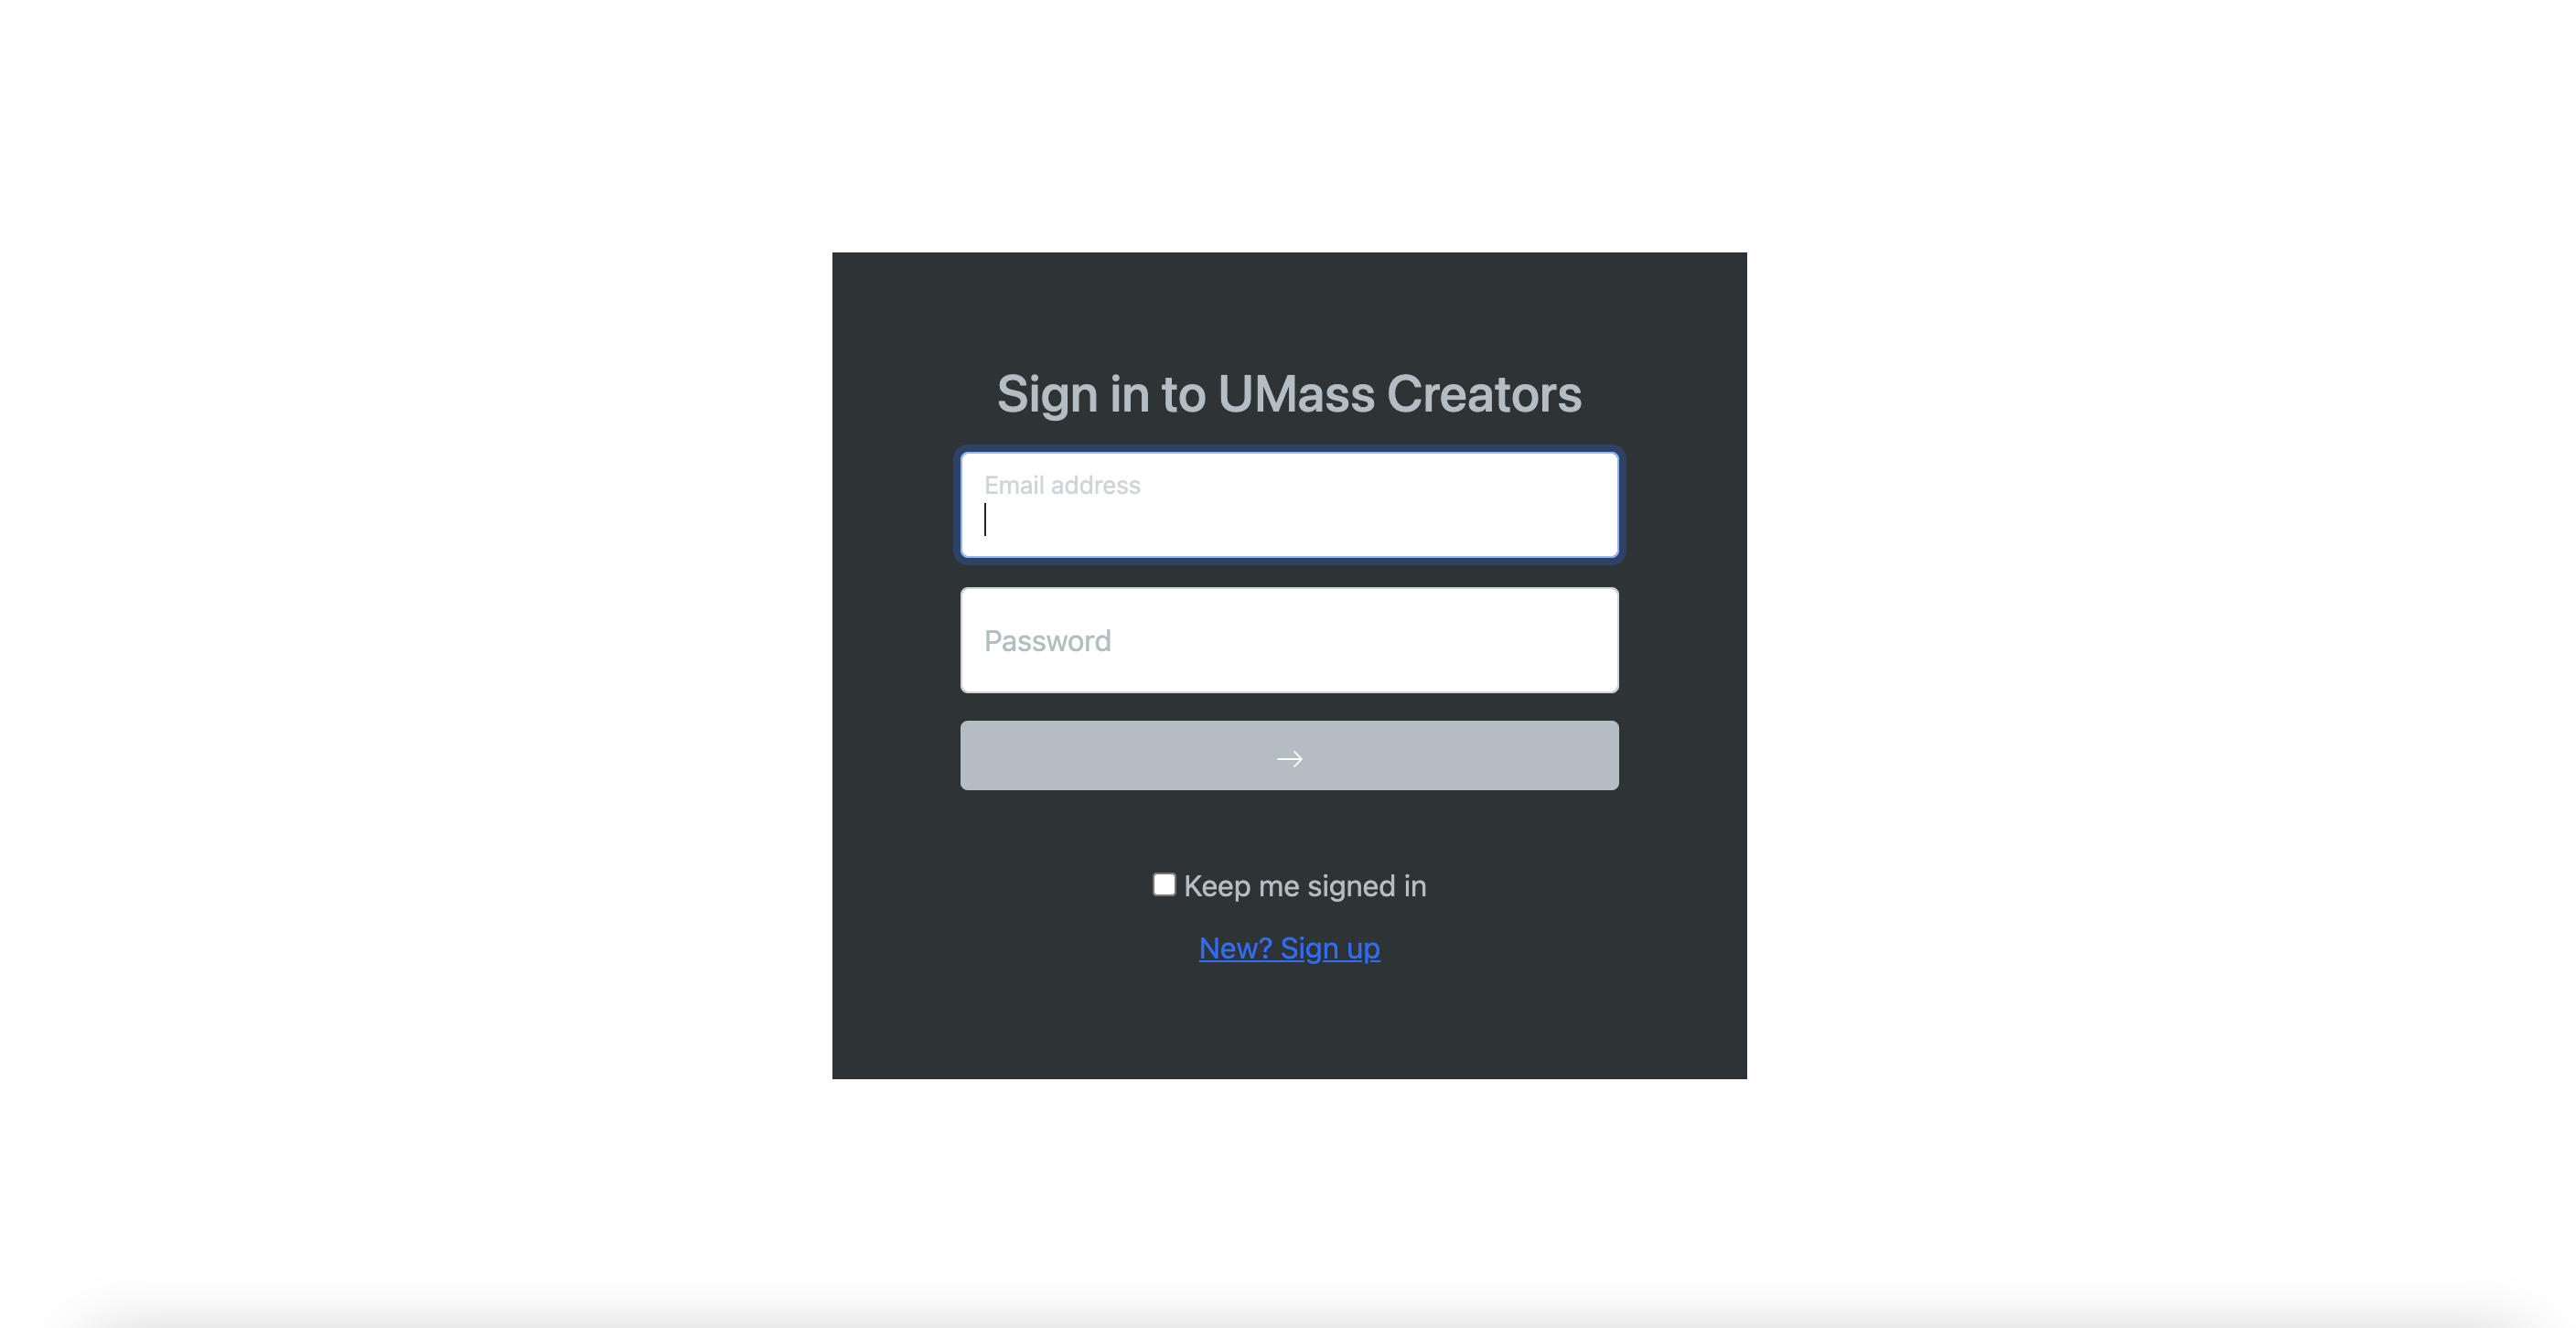 Sign in to UMass Creators
Email address
Password
→
Keep me signed in
New? Sign up